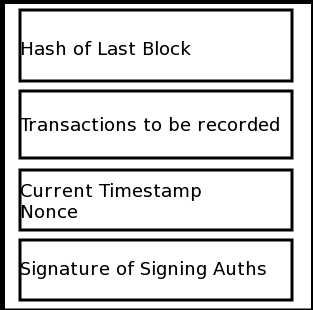 Hash of Last Block
Transactions to be recorded
Current Timestamp
Nonce
Signature of Signing Auths